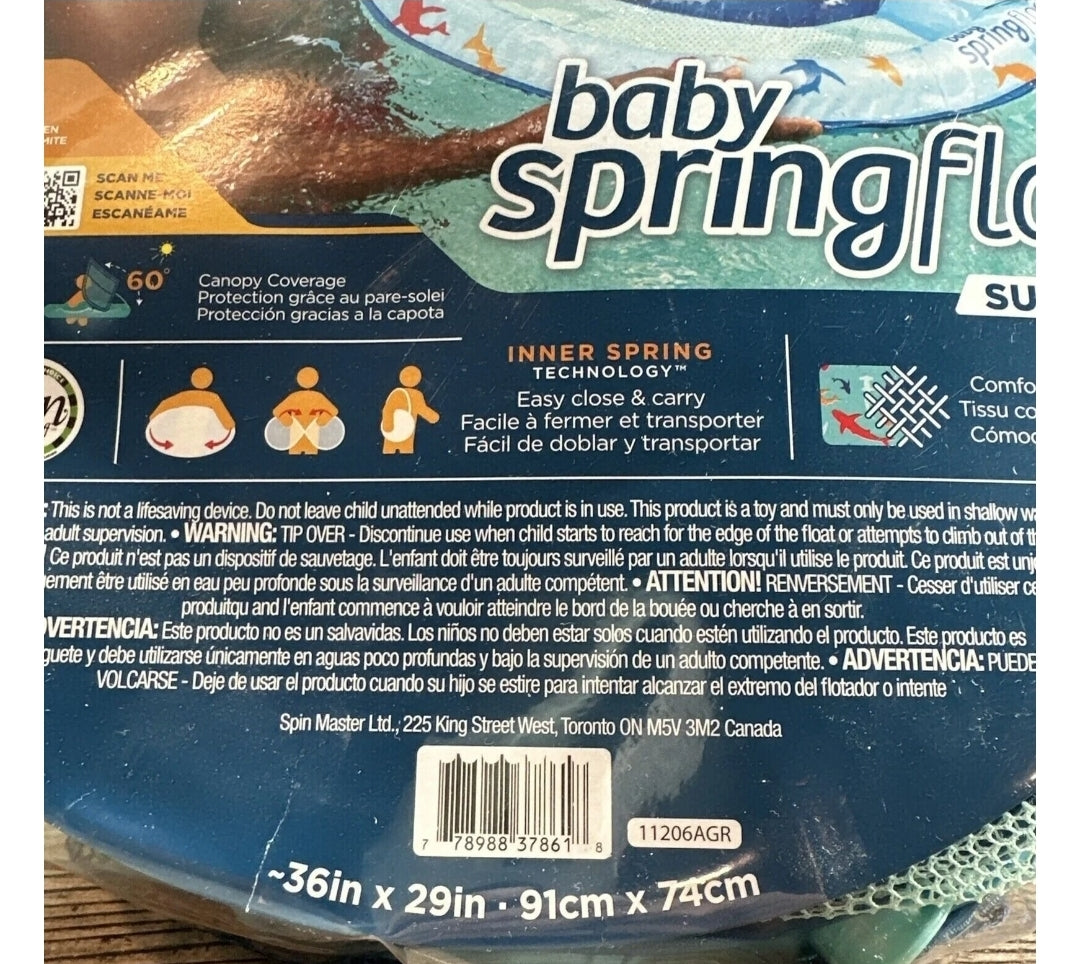 baby
springflo
SU
EN
MITE
SCAN ME
SCANNE-MOI
ESCANÉAME
60°
Canopy Coverage
Protection grâce au pare-solei
Protección gracias a la capota
INNER SPRING
TECHNOLOGY™
Easy close & carry
Facile à fermer et transporter
Fácil de doblar y transportar
Comfo
Tissu co
Cómod
: This is not a lifesaving device. Do not leave child unattended while product is in use. This product is a toy and must only be used in shallow wa
adult supervision. • WARNING: TIP OVER - Discontinue use when child starts to reach for the edge of the float or attempts to climb out of th
Ce produit n'est pas un dispositif de sauvetage. L'enfant doit être toujours surveillé par un adulte lorsqu'il utilise le produit. Ce produit est uni
ement être utilisé en eau peu profonde sous la surveillance d'un adulte compétent. • ATTENTION! RENVERSEMENT - Cesser d'utiliser ce
produitqu and l'enfant commence à vouloir atteindre le bord de la bouée ou cherche à en sortir.
VERTENCIA: Este producto no es un salvavidas. Los niños no deben estar solos cuando estén utilizando el producto. Este producto es
guete y debe utilizarse únicamente en aguas poco profundas y bajo la supervisión de un adulto competente. • ADVERTENCIA: PUEDE
VOLCARSE - Deje de usar el producto cuando su hijo se estire para intentar alcanzar el extremo del flotador o intente
Spin Master Ltd., 225 King Street West, Toronto ON M5V 3M2 Canada
7 78988 37861 8
11206AGR
~36in x 29in · 91cm x 74cm